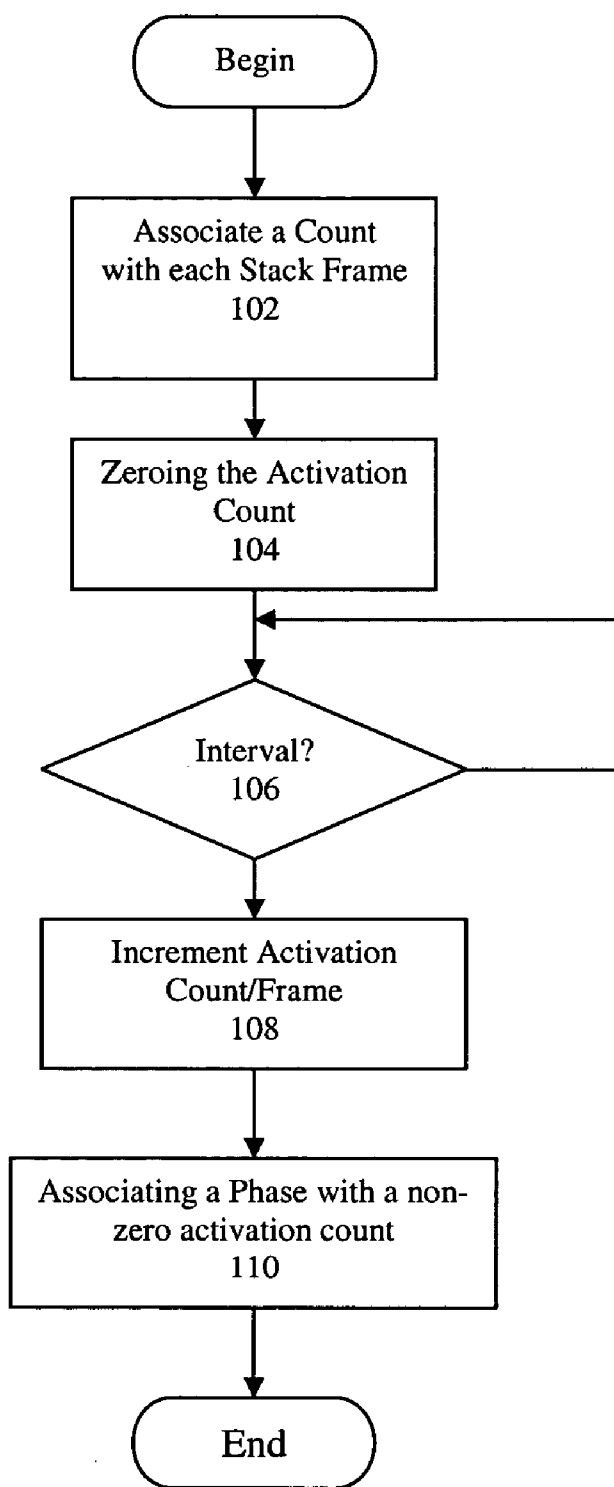 Begin
Associate a Count
with each Stack Frame
102
Zeroing the Activation
Count
104
Interval?
106
Increment Activation
Count/Frame
108
Associating a Phase with a non-
zero activation count
110
End